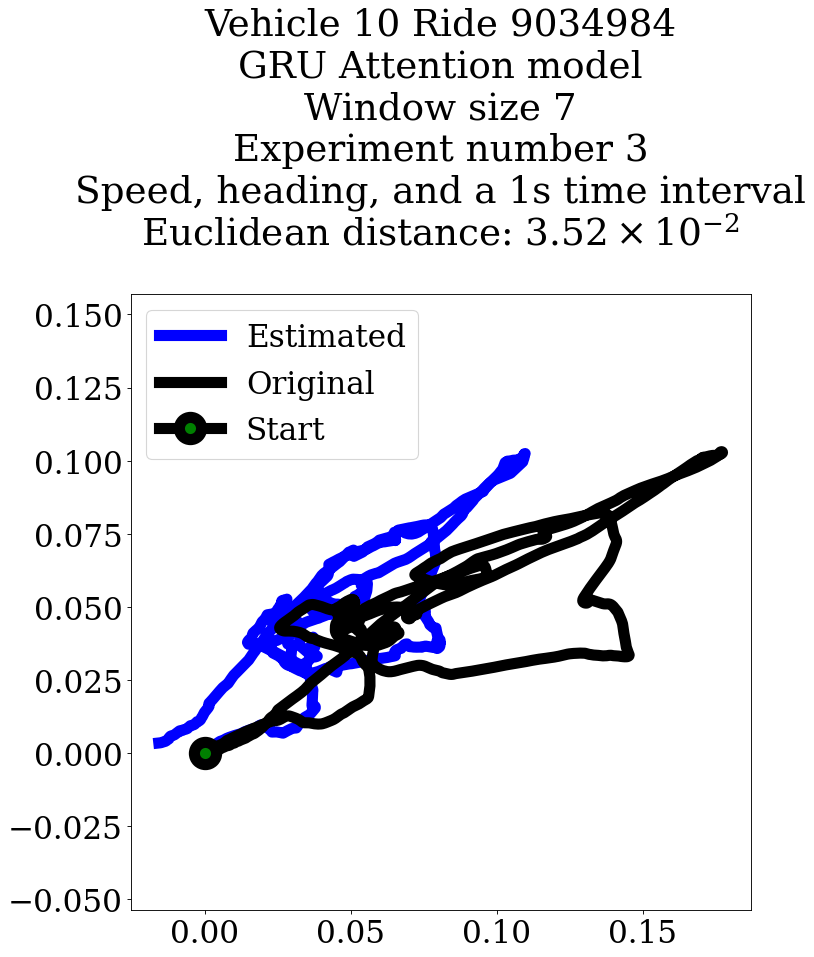 Vehicle 10 Ride 9034984
GRU Attention model
Window size 7
Experiment number 3
Speed, heading, and a 1s time interval
Euclidean distance: 3.52 × 10⁻²
0.150
0.125
0.100
0.075
0.050
0.025
0.000
−0.025
−0.050
Estimated
Original
Start
0.00 0.05 0.10 0.15